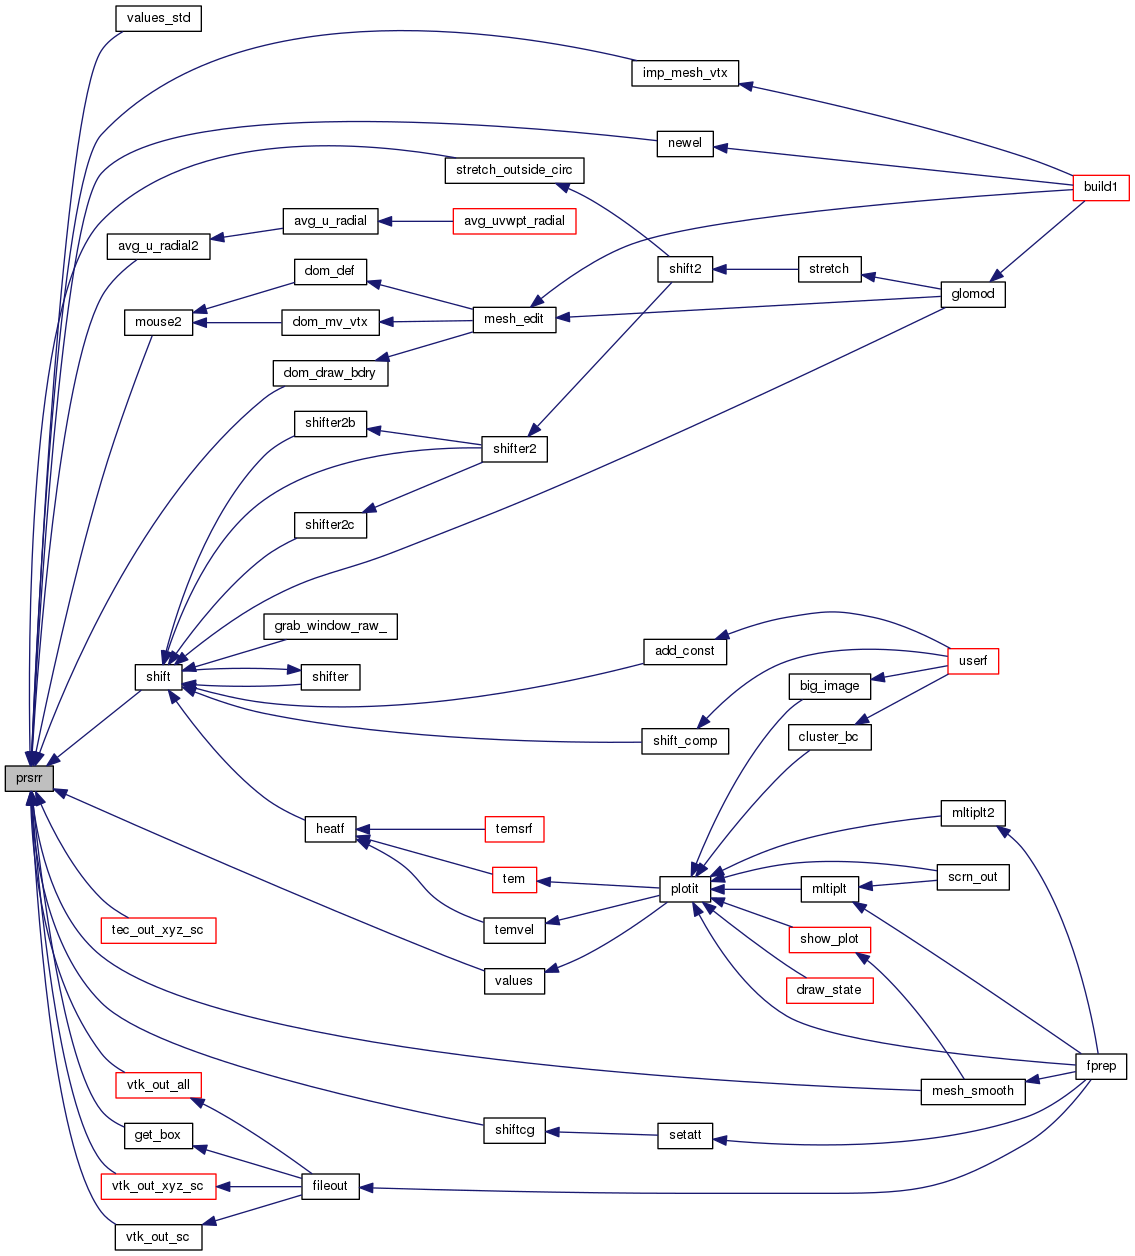 values_std
imp_mesh_vtx
newel
stretch_outside_circ
build1
avg_u_radial
avg_uvwpt_radial
avg_u_radial2
dom_def
shift2
stretch
glomod
mouse2
dom_mv_vtx
mesh_edit
dom_draw_bdry
shifter2b
shifter2
shifter2c
grab_window_raw_
add_const
userf
shift
shifter
big_image
shift_comp
cluster_bc
prsrr
heatf
temsrf
mltiplt2
tem
plotit
mltiplt
scrn_out
tec_out_xyz_sc
temvel
show_plot
values
draw_state
fprep
vtk_out_all
mesh_smooth
get_box
shiftcg
setatt
vtk_out_xyz_sc
fileout
vtk_out_sc